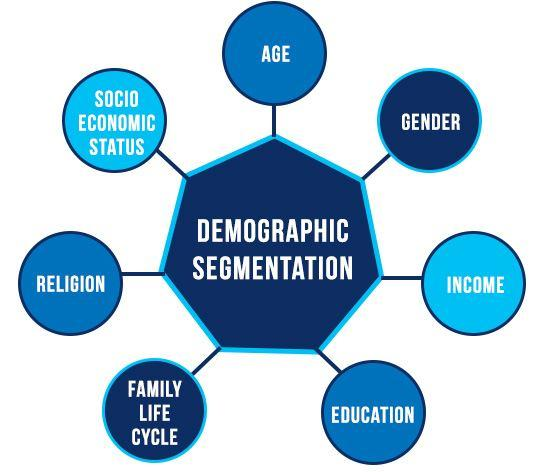 AGE
GENDER
SOCIO
ECONOMIC
STATUS
DEMOGRAPHIC
SEGMENTATION
RELIGION
INCOME
FAMILY
LIFE
CYCLE
EDUCATION